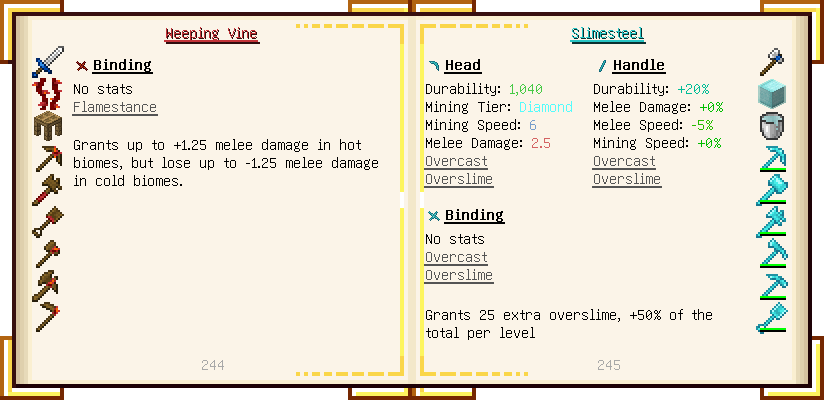 Weeping Vine
Binding
No stats
Flamestance
Grants up to +1.25 melee damage in hot
biomes, but lose up to -1.25 melee damage
in cold biomes.
244
Slimesteel
Head
Durability: 1,040
Mining Tier: Diamond
Mining Speed: 6
Melee Damage: 2.5
Overcast
Overslime
Handle
Durability: +20%
Melee Damage: +0%
Melee Speed: -5%
Mining Speed: +0%
Overcast
Overslime
Binding
No stats
Overcast
Overslime
Grants 25 extra overslime, +50% of the
total per level
245